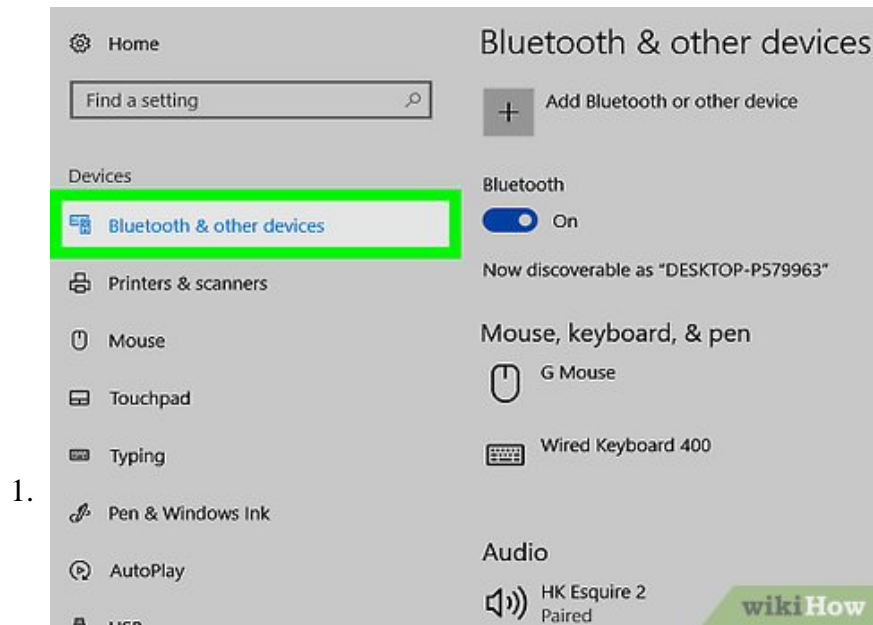 Home
Find a setting
Devices
Bluetooth & other devices
Printers & scanners
Mouse
Touchpad
Typing
1.
Pen & Windows Ink
AutoPlay
USB
Bluetooth & other devices
+ Add Bluetooth or other device
Bluetooth
On
Now discoverable as "DESKTOP-P579963"
Mouse, keyboard, & pen
G Mouse
Wired Keyboard 400
Audio
HK Esquire 2
Paired
wikiHow